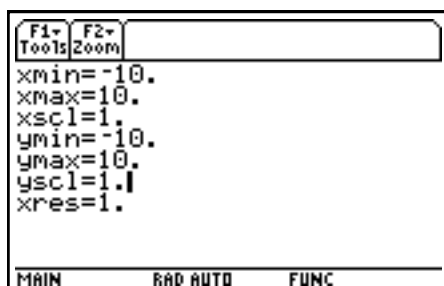 F1▾ F2▾
Tools Zoom
xmin=⁻10.
xmax=10.
xscl=1.
ymin=⁻10.
ymax=10.
yscl=1.
xres=1.
MAIN RAD AUTO FUNC